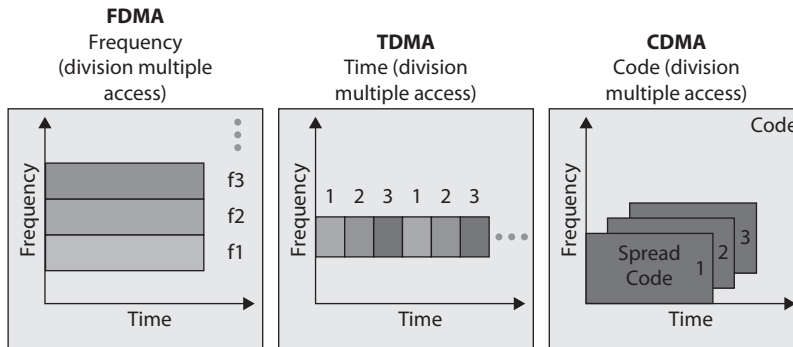 FDMA
Frequency
(division multiple
access)
f3
f2
f1
Frequency
Time
TDMA
Time (division
multiple access)
1 2 3 1 2 3
Frequency
Time
CDMA
Code (division
multiple access)
Code
Frequency
Spread
Code
1
2
3
Time